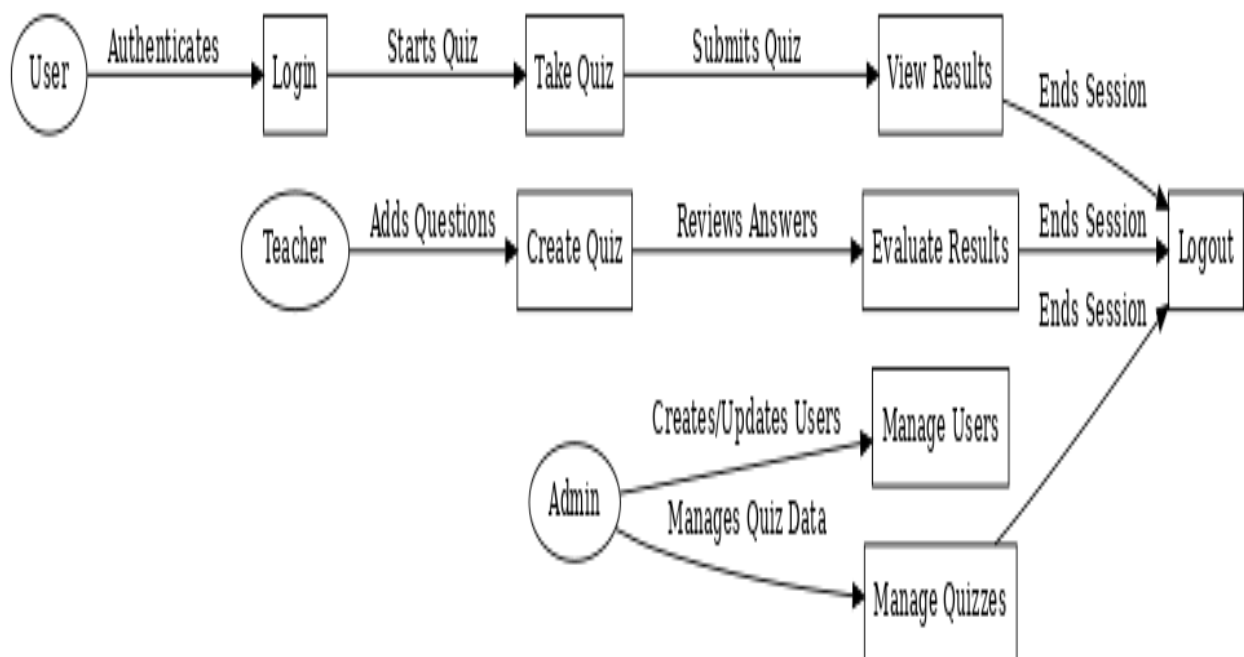 User
Authenticates
Login
Starts Quiz
Take Quiz
Submits Quiz
View Results
Ends Session
Teacher
Adds Questions
Create Quiz
Reviews Answers
Evaluate Results
Ends Session
Logout
Ends Session
Admin
Creates/Updates Users
Manage Users
Manages Quiz Data
Manage Quizzes